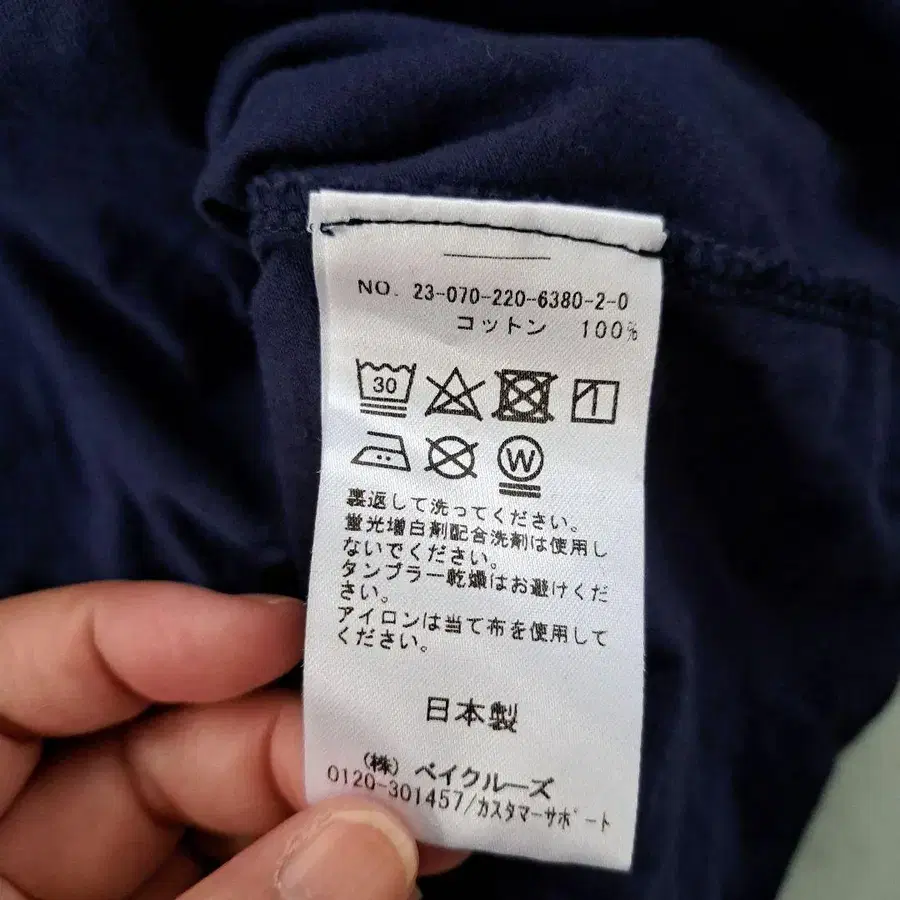 NO. 23-070-220-6380-2-0
コットン 100%
30
W
裏返して洗ってください。
蛍光増白剤配合洗剤は使用し
ないでください。
タンブラー乾燥はお避けくだ
さい。
アイロンは当て布を使用して
ください。
日本製
(株) ベイクルーズ
0120-301457/カスタマーサポート